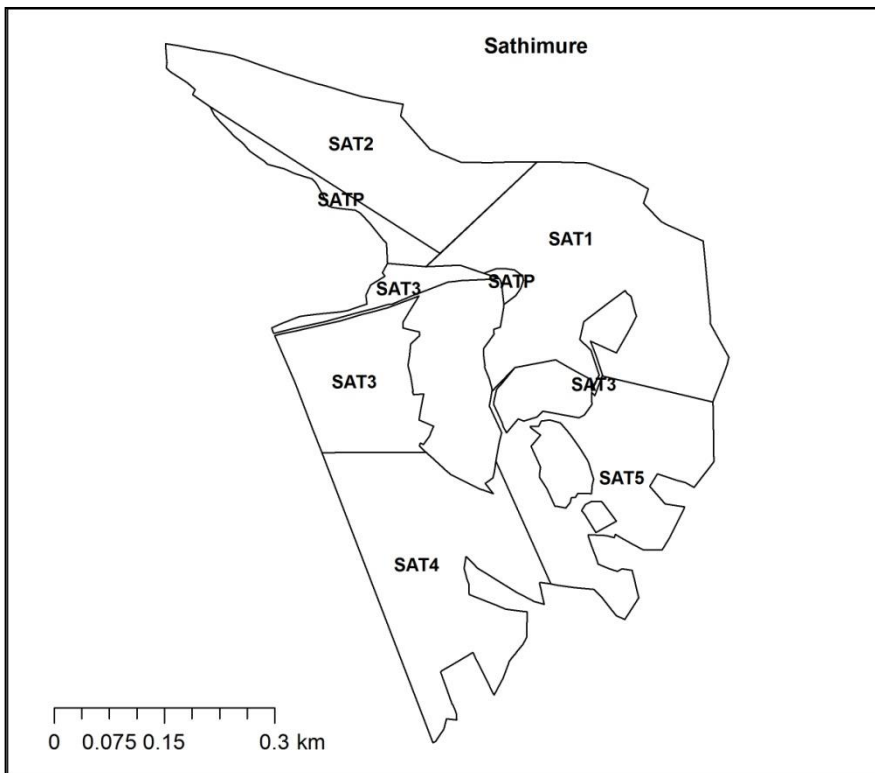 Sathimure
SAT2
SATP
SAT1
SATP
SAT3
SAT3
SAT3
SAT5
SAT4
0 0.075 0.15 0.3 km